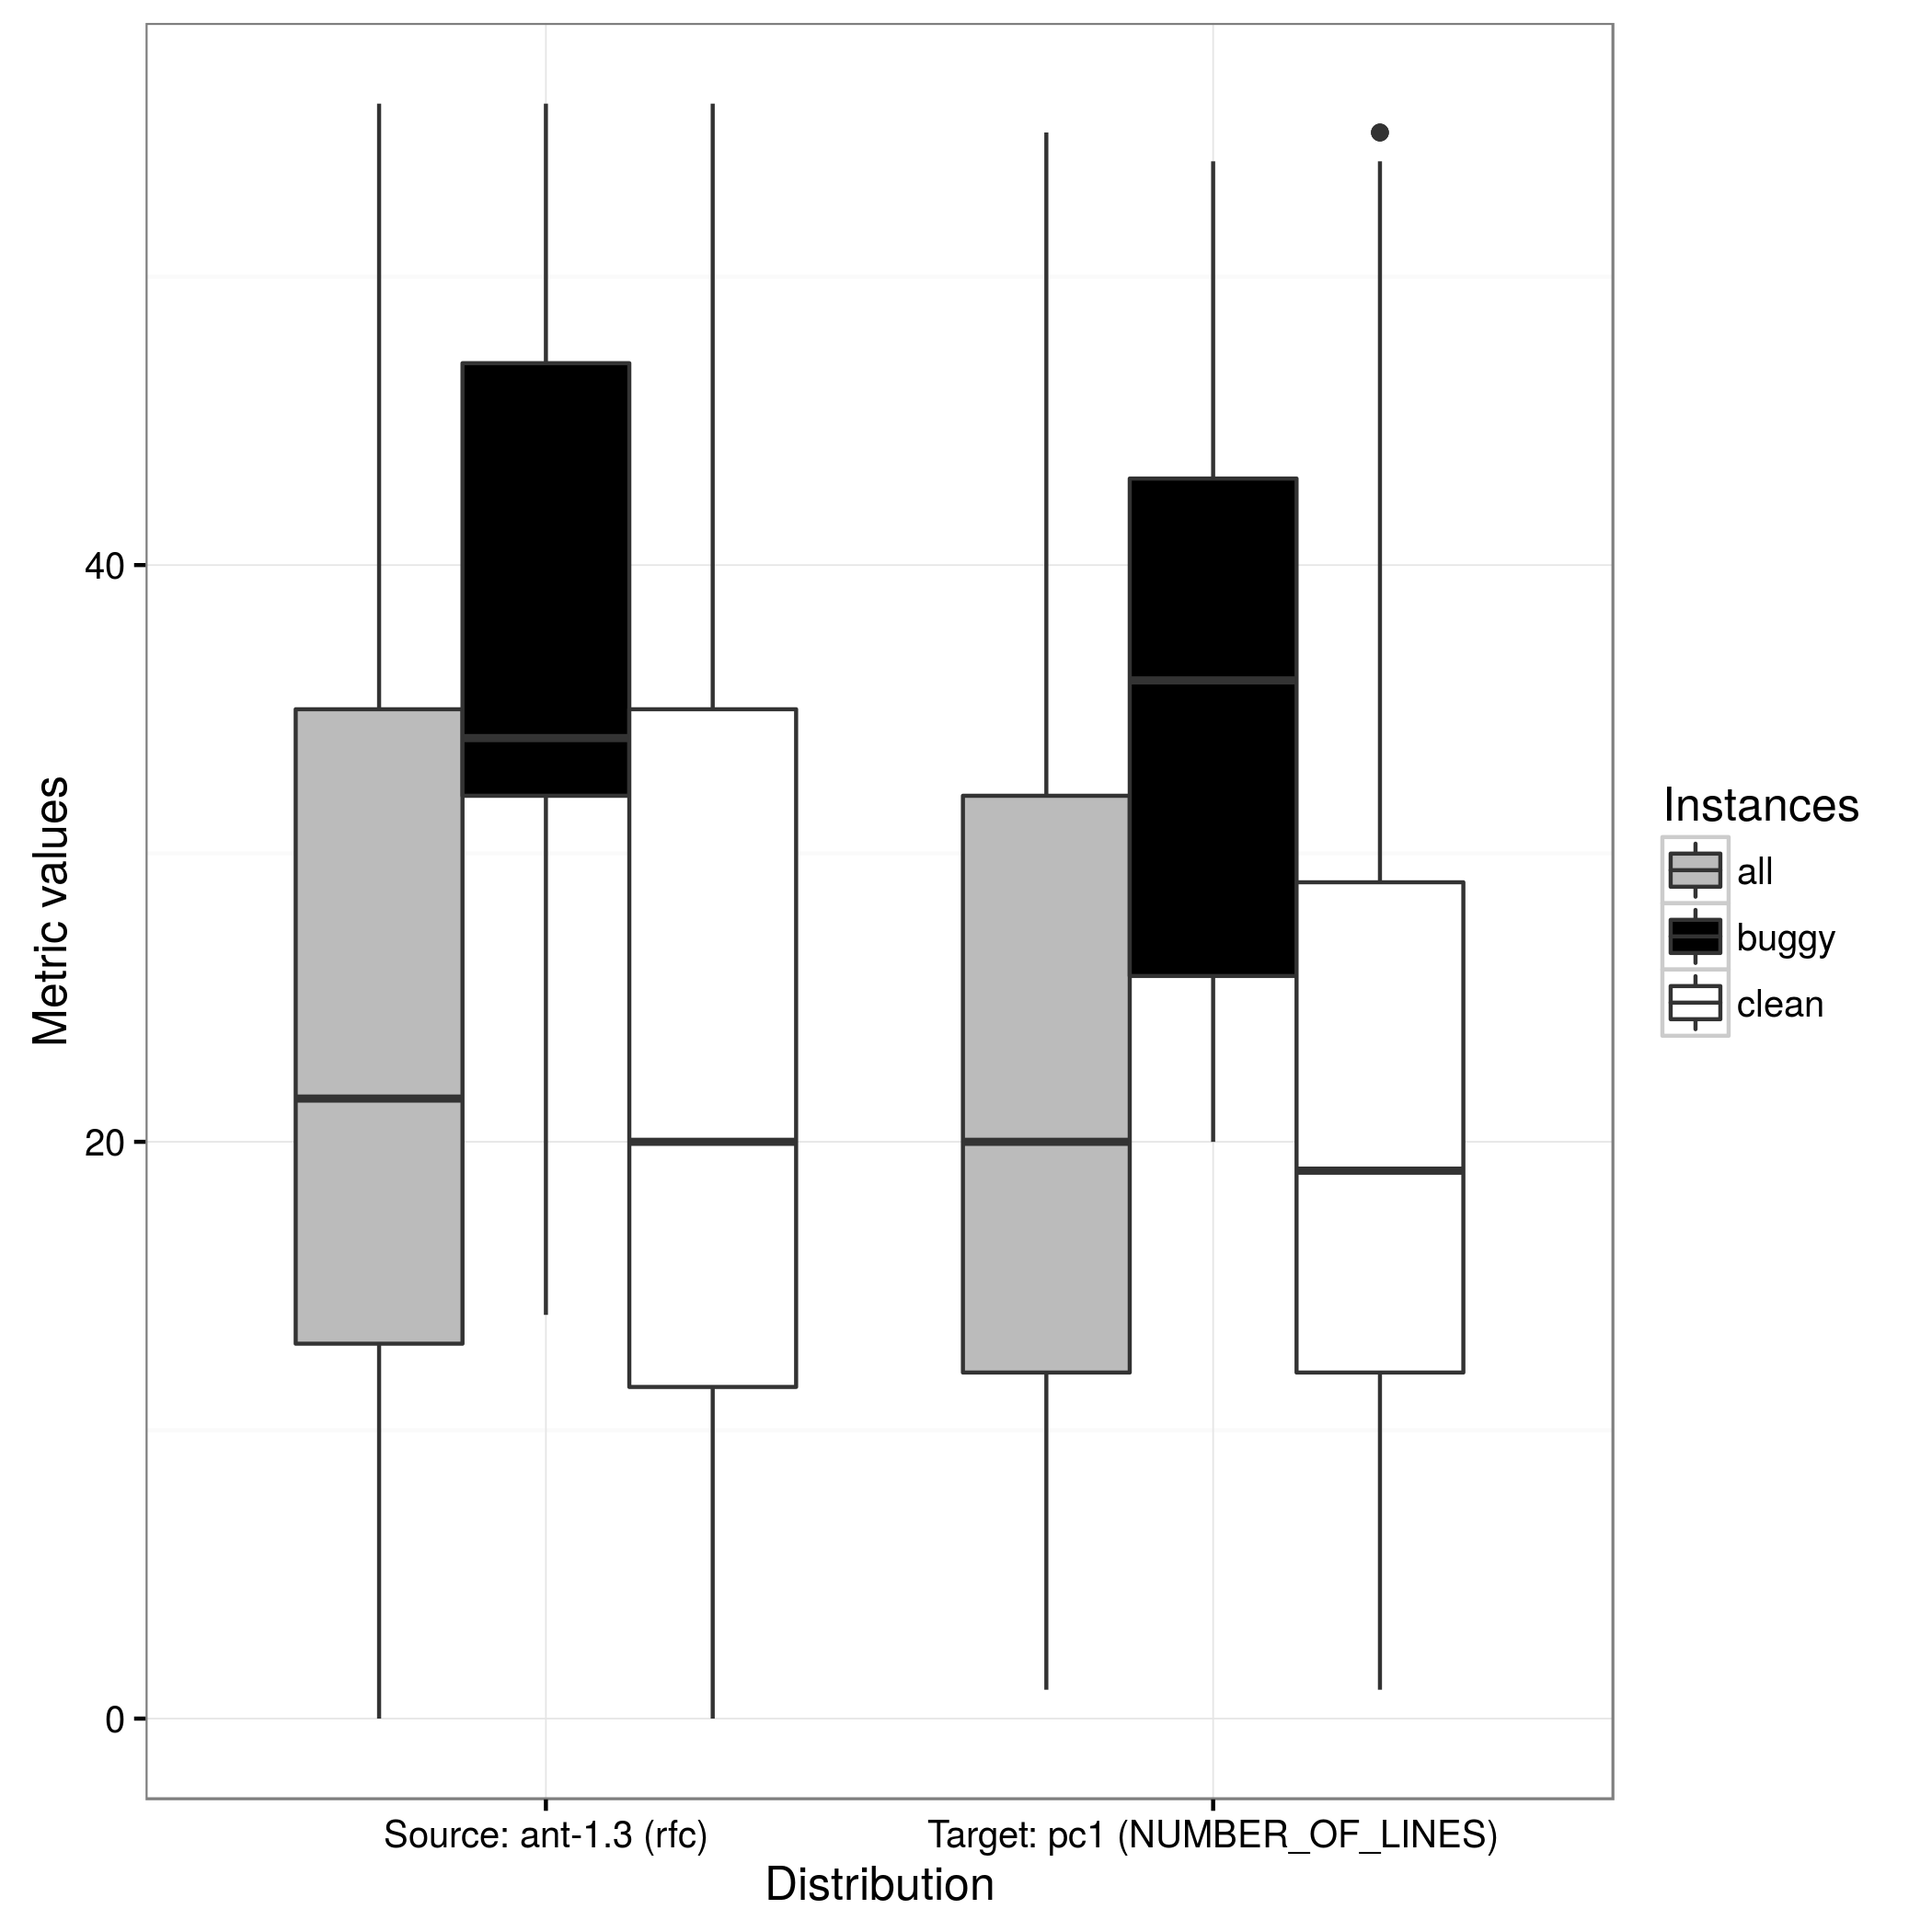 Metric values
40
20
0
Source: ant-1.3 (rfc)
Target: pc1 (NUMBER_OF_LINES)
Distribution
Instances
all
buggy
clean